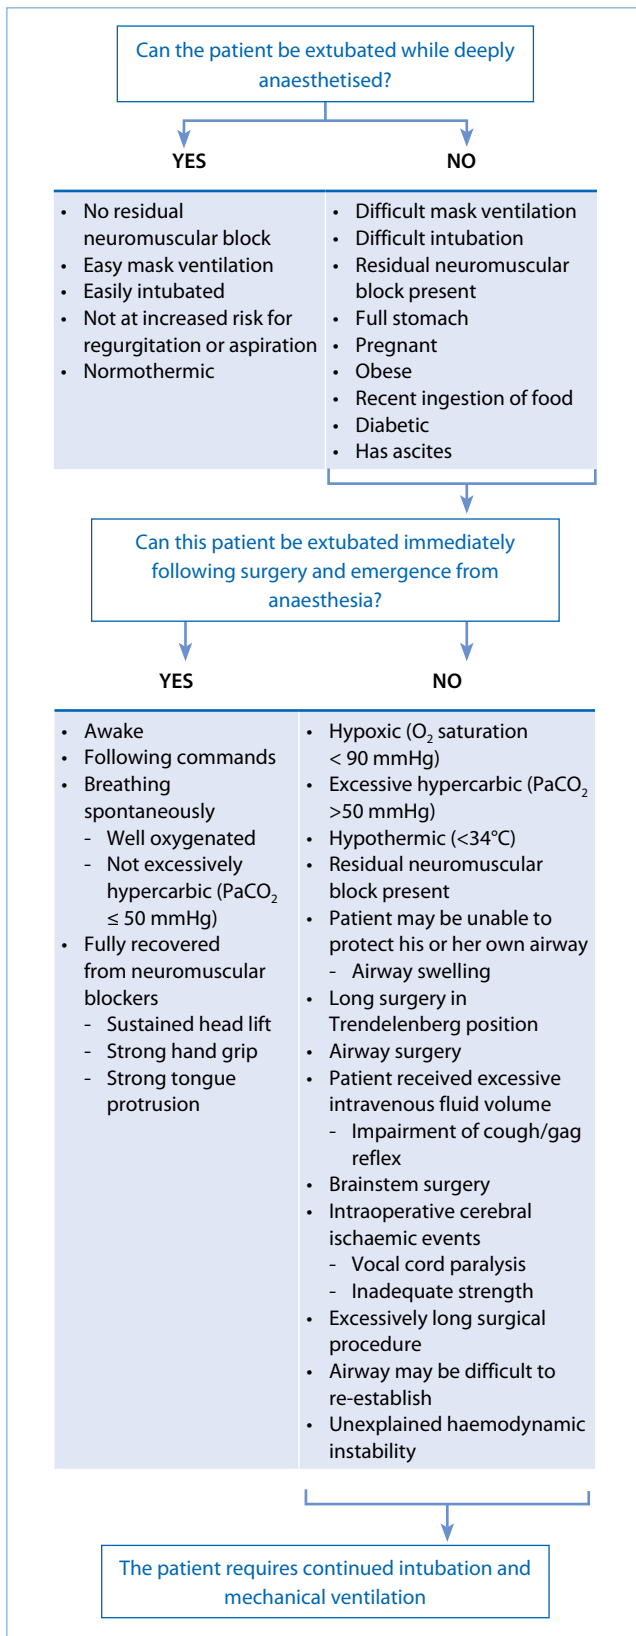 Can the patient be extubated while deeply
anaesthetised?
YES
NO
• No residual
neuromuscular block
• Easy mask ventilation
• Easily intubated
• Not at increased risk for
regurgitation or aspiration
• Normothermic
• Difficult mask ventilation
• Difficult intubation
• Residual neuromuscular
block present
• Full stomach
• Pregnant
• Obese
• Recent ingestion of food
• Diabetic
• Has ascites
Can this patient be extubated immediately
following surgery and emergence from
anaesthesia?
YES
NO
• Awake
• Following commands
• Breathing
spontaneously
- Well oxygenated
- Not excessively
hypercarbic (PaCO₂
≤ 50 mmHg)
• Fully recovered
from neuromuscular
blockers
- Sustained head lift
- Strong hand grip
- Strong tongue
protrusion
• Hypoxic (O₂ saturation
< 90 mmHg)
• Excessive hypercarbic (PaCO₂
>50 mmHg)
• Hypothermic (<34°C)
• Residual neuromuscular
block present
• Patient may be unable to
protect his or her own airway
- Airway swelling
• Long surgery in
Trendelenberg position
• Airway surgery
• Patient received excessive
intravenous fluid volume
- Impairment of cough/gag
reflex
• Brainstem surgery
• Intraoperative cerebral
ischaemic events
- Vocal cord paralysis
- Inadequate strength
• Excessively long surgical
procedure
• Airway may be difficult to
re-establish
• Unexplained haemodynamic
instability
The patient requires continued intubation and
mechanical ventilation